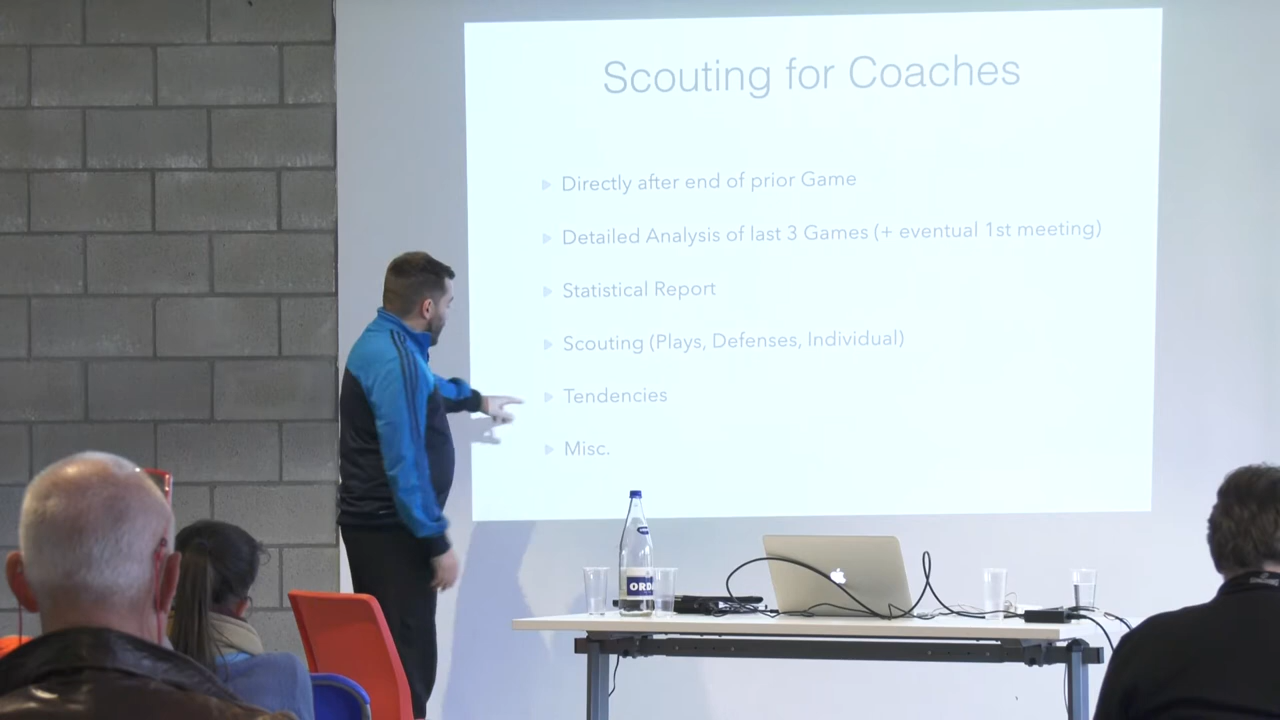 Scouting for Coaches
Directly after end of prior Game
Detailed Analysis of last 3 Games (+ eventual 1st meeting)
Statistical Report
Scouting (Plays, Defenses, Individual)
Tendencies
Misc.